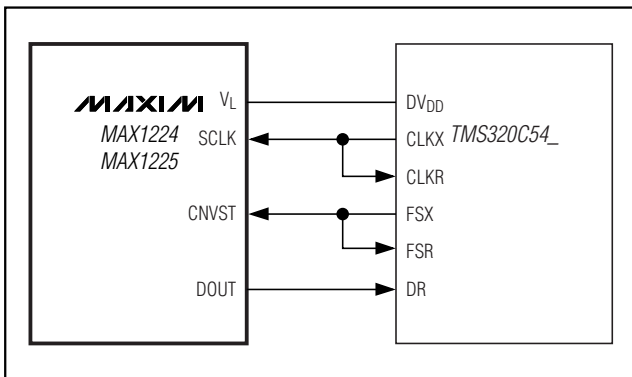 MAXIM
MAX1224
MAX1225
VL
SCLK
CNVST
DOUT
DVDD
CLKX
CLKR
FSX
FSR
DR
TMS320C54_